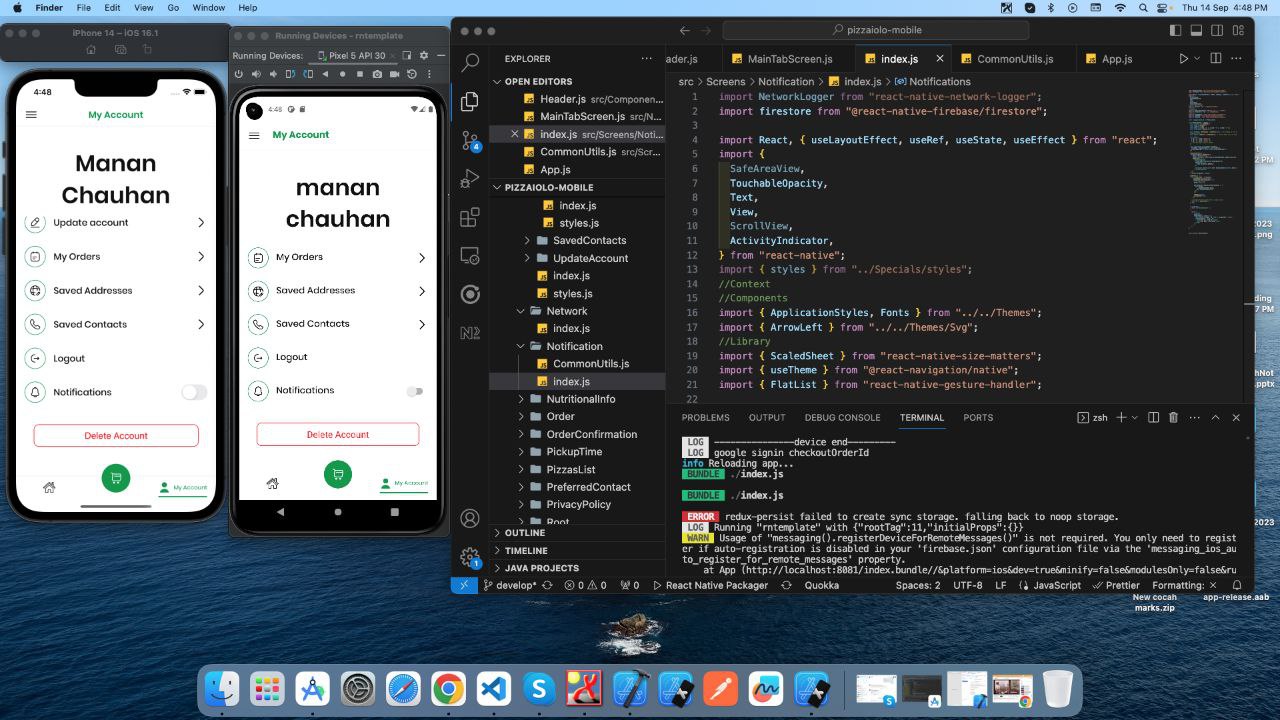 Finder File Edit View Go Window Help
Thu 14 Sep 4:48 PM
iPhone 14 – iOS 16.1
4:48
My Account
Manan
Chauhan
Update account
My Orders
Saved Addresses
Saved Contacts
Logout
Notifications
Delete Account
My Account
Running Devices - rntemplate
Running Devices: Pixel 5 API 30
4:48
My Account
manan
chauhan
My Orders
Saved Addresses
Saved Contacts
Logout
Notifications
Delete Account
My Account
pizzaiolo-mobile
EXPLORER
OPEN EDITORS
Header.js src/Componen...
MainTabScreen.js src/N...
index.js src/Screens/Noti...
CommonUtils.js src/Scr...
App.js
PIZZAIOLO-MOBILE
index.js
styles.js
SavedContacts
UpdateAccount
index.js
styles.js
Network
index.js
Notification
CommonUtils.js
index.js
NutritionalInfo
Order
OrderConfirmation
PickupTime
PizzasList
PreferredContact
PrivacyPolicy
Root
OUTLINE
TIMELINE
JAVA PROJECTS
ader.js MainTabScreen.js index.js CommonUtils.js App.js
src > Screens > Notification > index.js > Notifications
1 import NetworkLogger from "react-native-network-logger";
2 import firestore from "@react-native-firebase/firestore";
3
4 import React, { useLayoutEffect, useRef, useState, useEffect } from "react";
5 import {
6 SafeAreaView,
7 TouchableOpacity,
8 Text,
9 View,
10 ScrollView,
11 ActivityIndicator,
12 } from "react-native";
13 import { styles } from "../Specials/styles";
14 //Context
15 //Components
16 import { ApplicationStyles, Fonts } from "../../Themes";
17 import { ArrowLeft } from "../../Themes/Svg";
18 //Library
19 import { ScaledSheet } from "react-native-size-matters";
20 import { useTheme } from "@react-navigation/native";
21 import { FlatList } from "react-native-gesture-handler";
22
PROBLEMS OUTPUT DEBUG CONSOLE TERMINAL PORTS
zsh
LOG ----------------device end---------
LOG google signin checkoutOrderId
info Reloading app...
BUNDLE ./index.js
BUNDLE ./index.js
ERROR redux-persist failed to create sync storage. falling back to noop storage.
LOG Running "rntemplate" with {"rootTag":11,"initialProps":{}}
WARN Usage of "messaging().registerDeviceForRemoteMessages()" is not required. You only need to regist
er if auto-registration is disabled in your 'firebase.json' configuration file via the 'messaging_ios_au
to_register_for_remote_messages' property.
at App (http://localhost:8081/index.bundle//&platform=ios&dev=true&minify=false&modulesOnly=false&ru
4
1
develop* 0 0 0 React Native Packager Quokka Spaces: 2 UTF-8 LF JavaScript Prettier Formatting:
2023
ng.png
ding
7 PM
hNot
.pptx
2023
New cocah
marks.zip
app-release.aab